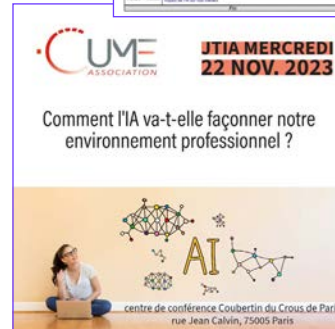 CUME
ASSOCIATION
JTIA MERCREDI
22 NOV. 2023
Comment l'IA va-t-elle façonner notre
environnement professionnel ?
AI
centre de conférence Coubertin du Crous de Par
rue Jean Calvin, 75005 Paris